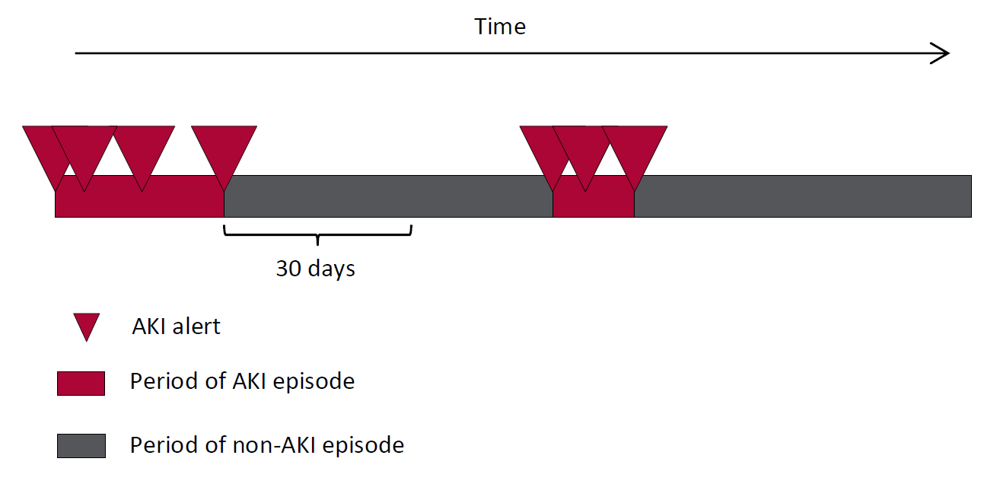 Time
30 days
AKI alert
Period of AKI episode
Period of non-AKI episode